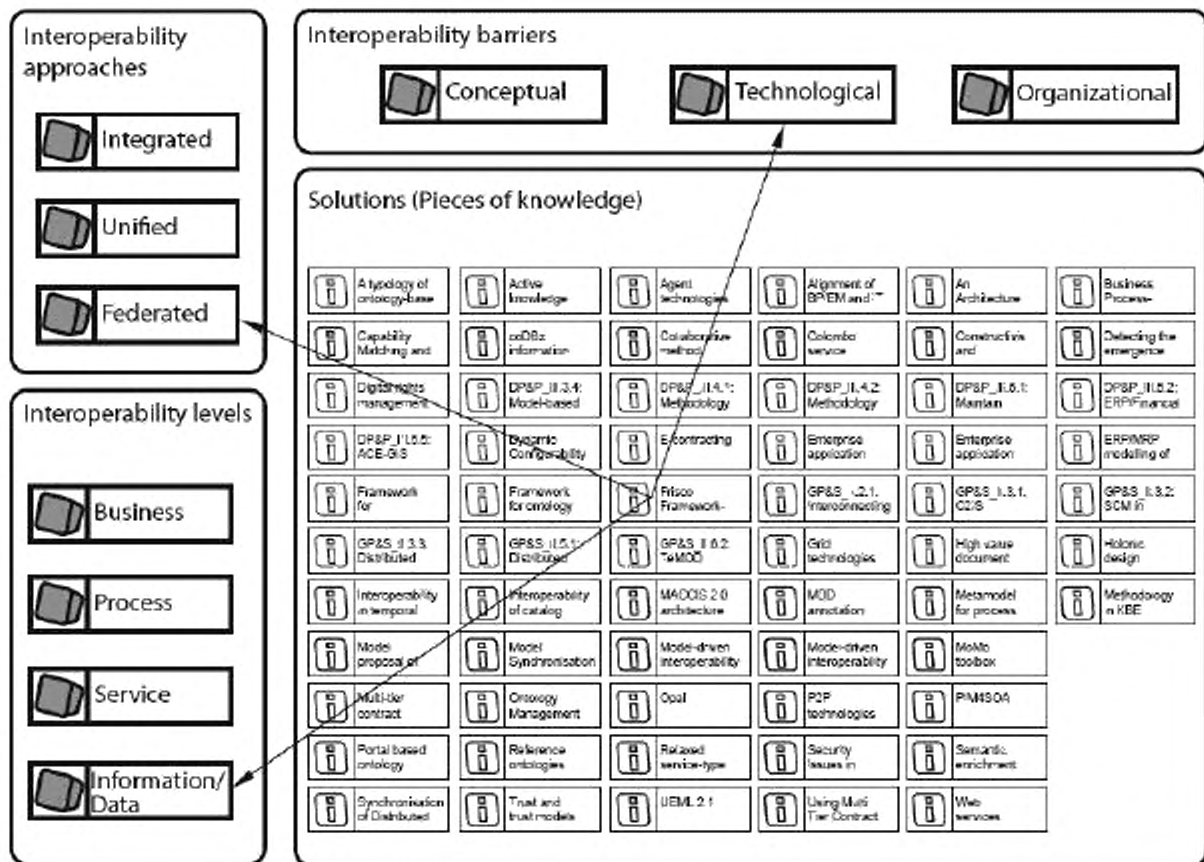 Interoperability
approaches
Integrated
Unified
Federated
Interoperability levels
Business
Process
Service
Information/
Data
Interoperability barriers
Conceptual
Technological
Organizational
Solutions (Pieces of knowledge)
A typology of
ontology-base
Active
knowledge
Agent
technologies
Alignment of
BP/EM and
An
Architecture
Business
Process-
Capability
Matching and
information
Collaborative
method
Colombo
service
Constructivis
and
Detecting the
emergence
Digital rights
management
Model-based
Methodology
Methodology
Maintain
ERP/Financial
ACE-GIS
Dynamic
Configurability
E-contracting
Enterprise
application
Enterprise
application
ERP/MRP
modelling of
Framework
for
Framework
for ontology
Frisco
Framework-
Interconnecting
SCM in
Distributed
Distributed
Grid
technologies
High value
document
Holonic
design
Interoperability
in temporal
Interoperability
of catalog
MACCIS 2.0
architecture
MDD
annotation
Metamodel
for process
Methodology
in KBE
Model
proposal of
Model
Synchronisation
Model-driven
interoperability
Model-driven
interoperability
MoMo
toolbox
Multi-tier
contract
Ontology
Management
Opal
P2P
technologies
PIM4SOA
Portal based
ontology
Reference
ontologies
Relaxed
service-type
Security
Issues in
Semantic
enrichment
Synchronisation
of Distributed
Trust and
trust models
UEML 2.1
Using Multi
Tier Contract
Web
services